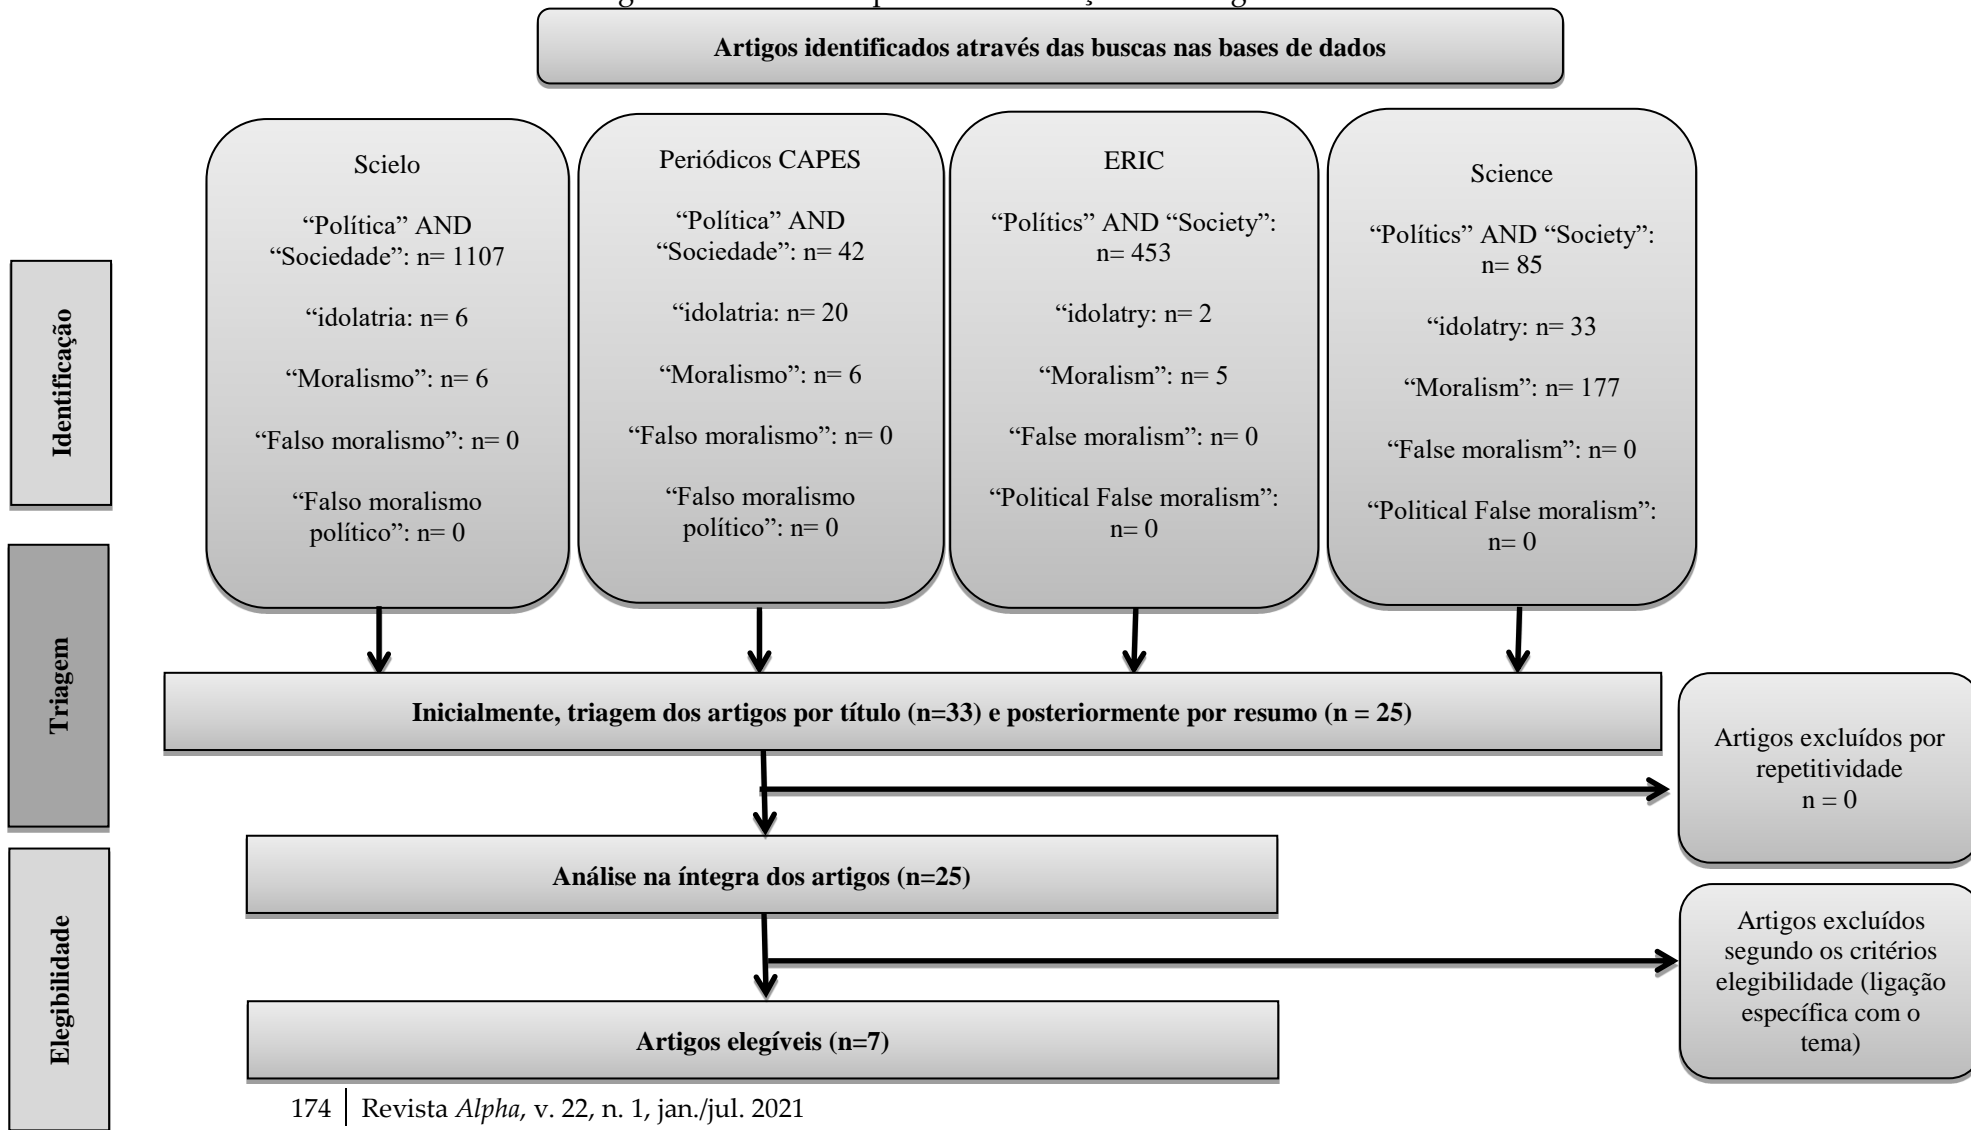 Artigos identificados através das buscas nas bases de dados
Scielo
“Política” AND
“Sociedade”: n= 1107
“idolatria: n= 6
“Moralismo”: n= 6
“Falso moralismo”: n= 0
“Falso moralismo
político”: n= 0
Periódicos CAPES
“Política” AND
“Sociedade”: n= 42
“idolatria: n= 20
“Moralismo”: n= 6
“Falso moralismo”: n= 0
“Falso moralismo
político”: n= 0
ERIC
“Polítics” AND “Society”:
n= 453
“idolatry: n= 2
“Moralism”: n= 5
“False moralism”: n= 0
“Political False moralism”:
n= 0
Science
“Polítics” AND “Society”:
n= 85
“idolatry: n= 33
“Moralism”: n= 177
“False moralism”: n= 0
“Political False moralism”:
n= 0
Identificação
Triagem
Inicialmente, triagem dos artigos por título (n=33) e posteriormente por resumo (n = 25)
Artigos excluídos por
repetitividade
n = 0
Análise na íntegra dos artigos (n=25)
Elegibilidade
Artigos excluídos
segundo os critérios
elegibilidade (ligação
específica com o
tema)
Artigos elegíveis (n=7)
174 | Revista Alpha, v. 22, n. 1, jan./jul. 2021